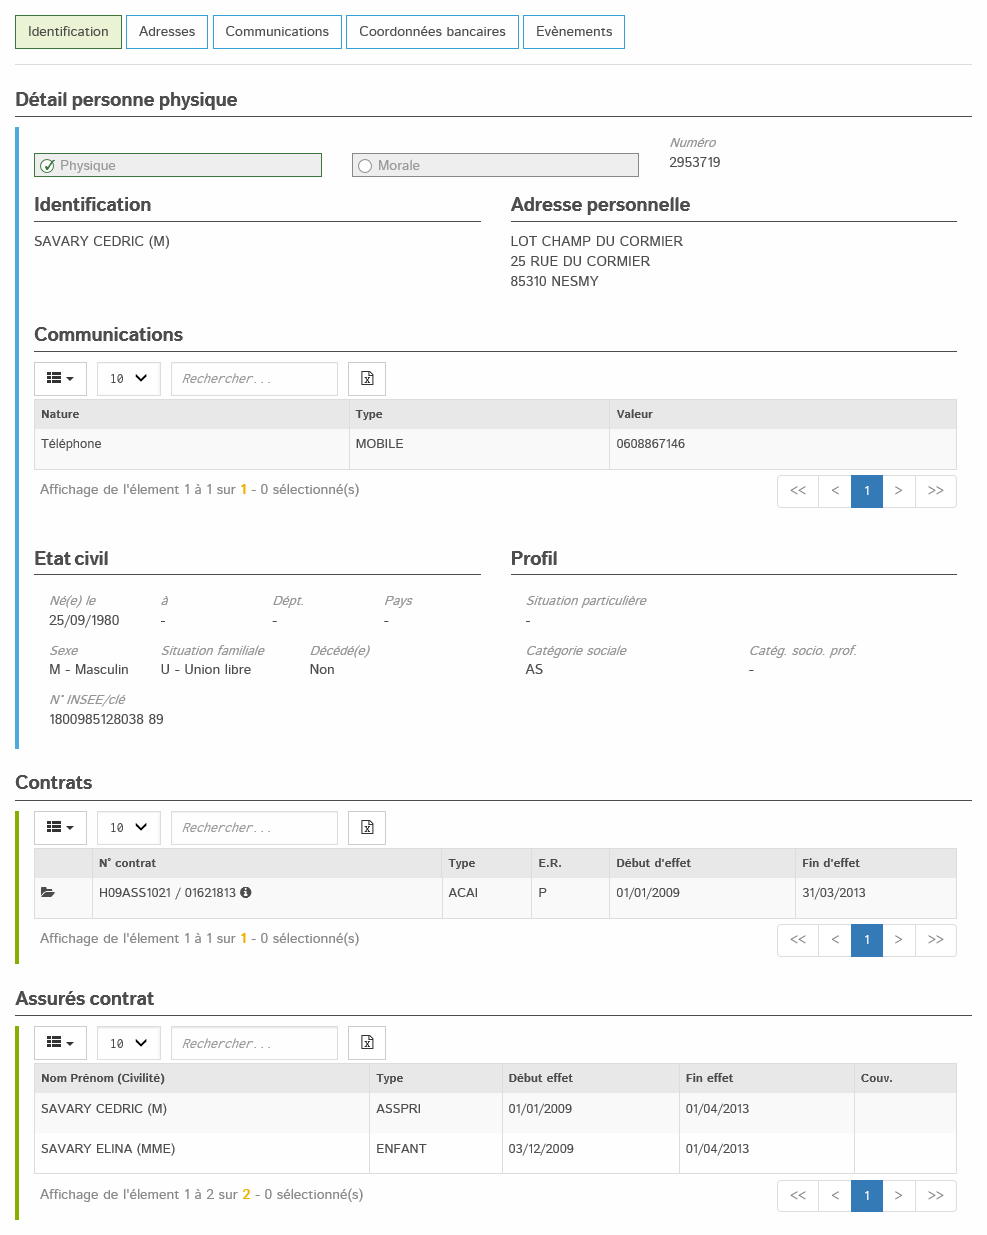 Identification Adresses Communications Coordonnées bancaires Evènements
Détail personne physique
Numéro
Physique Morale 2953719
Identification Adresse personnelle
SAVARY CEDRIC (M) LOT CHAMP DU CORMIER
25 RUE DU CORMIER
85310 NESMY
Communications
10 Rechercher...
Nature Type Valeur
Téléphone MOBILE 0608867146
Affichage de l'élement 1 à 1 sur 1 - 0 sélectionné(s) << < 1 > >>
Etat civil Profil
Né(e) le à Dépt. Pays Situation particulière
25/09/1980 - - - -
Sexe Situation familiale Décédé(e) Catégorie sociale Catég. socio. prof.
M - Masculin U - Union libre Non AS -
N° INSEE/clé
1800985128038 89
Contrats
10 Rechercher...
N° contrat Type E.R. Début d'effet Fin d'effet
H09ASS1021 / 01621813 ACAI P 01/01/2009 31/03/2013
Affichage de l'élement 1 à 1 sur 1 - 0 sélectionné(s) << < 1 > >>
Assurés contrat
10 Rechercher...
Nom Prénom (Civilité) Type Début effet Fin effet Couv.
SAVARY CEDRIC (M) ASSPRI 01/01/2009 01/04/2013
SAVARY ELINA (MME) ENFANT 03/12/2009 01/04/2013
Affichage de l'élement 1 à 2 sur 2 - 0 sélectionné(s) << < 1 > >>